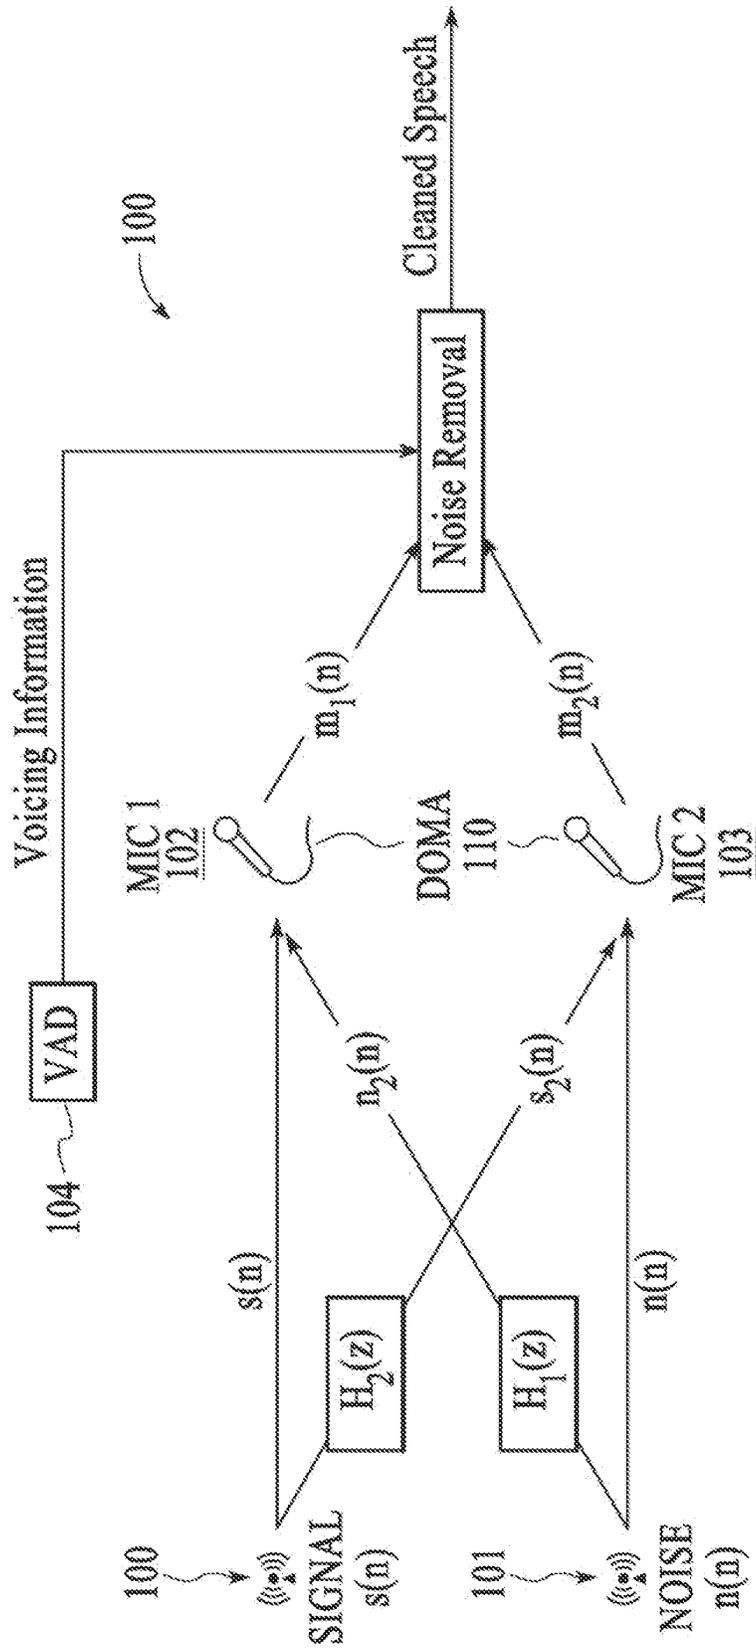 100
Voicing Information
104
VAD
MIC 1
102
100
SIGNAL
s(n)
s(n)
H2(z)
n2(n)
m1(n)
Noise Removal
Cleaned Speech
DOMA
110
101
NOISE
n(n)
H1(z)
s2(n)
m2(n)
n(n)
MIC 2
103